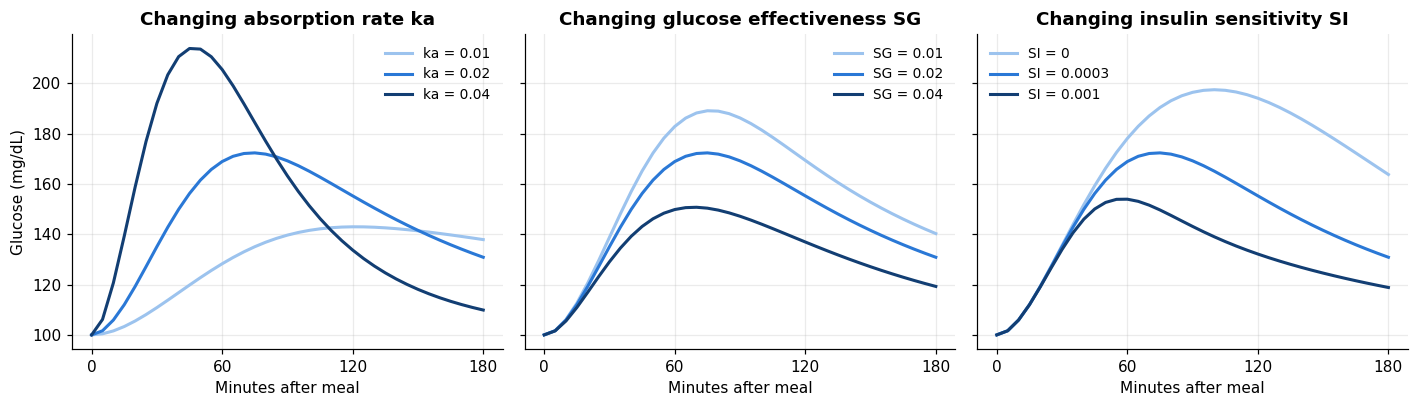 Changing absorption rate ka
Changing glucose effectiveness SG
Changing insulin sensitivity SI
Glucose (mg/dL)
200
180
160
140
120
100
ka = 0.01
ka = 0.02
ka = 0.04
0
60
120
180
Minutes after meal
SG = 0.01
SG = 0.02
SG = 0.04
0
60
120
180
Minutes after meal
SI = 0
SI = 0.0003
SI = 0.001
0
60
120
180
Minutes after meal